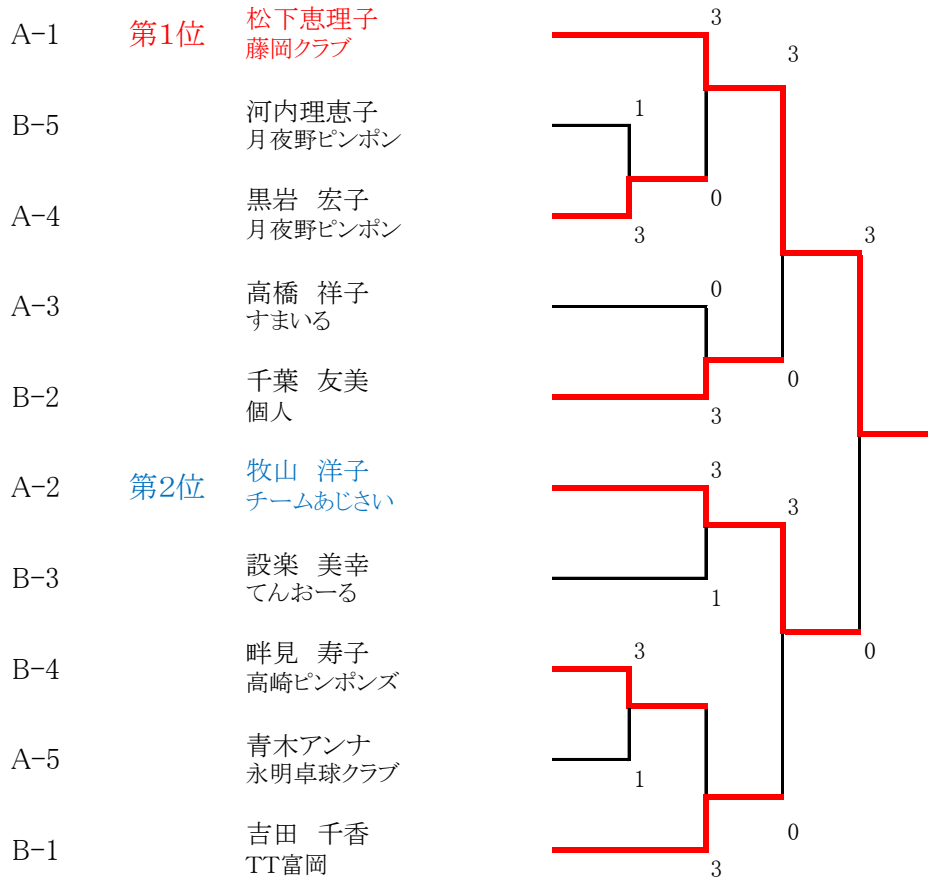 A-1 第1位 松下恵理子 3
藤岡クラブ 3
B-5 河内理恵子 1
月夜野ピンポン
A-4 黒岩 宏子 0
月夜野ピンポン 3 3
A-3 高橋 祥子 0
すまいる
B-2 千葉 友美 0
個人 3
A-2 第2位 牧山 洋子 3
チームあじさい 3
B-3 設楽 美幸
てんおーる 1
B-4 畔見 寿子 3 0
高崎ピンポンズ
A-5 青木アンナ
永明卓球クラブ 1
B-1 吉田 千香 0
TT富岡 3